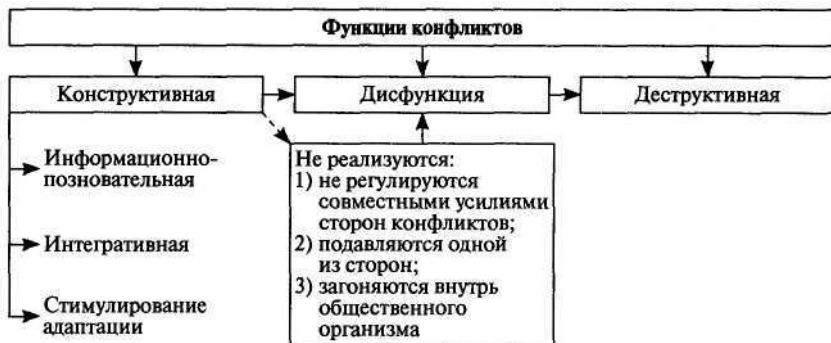 Функции конфликтов
Конструктивная
Дисфункция
Деструктивная
Информационно-
позновательная
Интегративная
Стимулирование
адаптации
Не реализуются:
1) не регулируются
совместными усилиями
сторон конфликтов;
2) подавляются одной
из сторон;
3) загоняются внутрь
общественного
организма